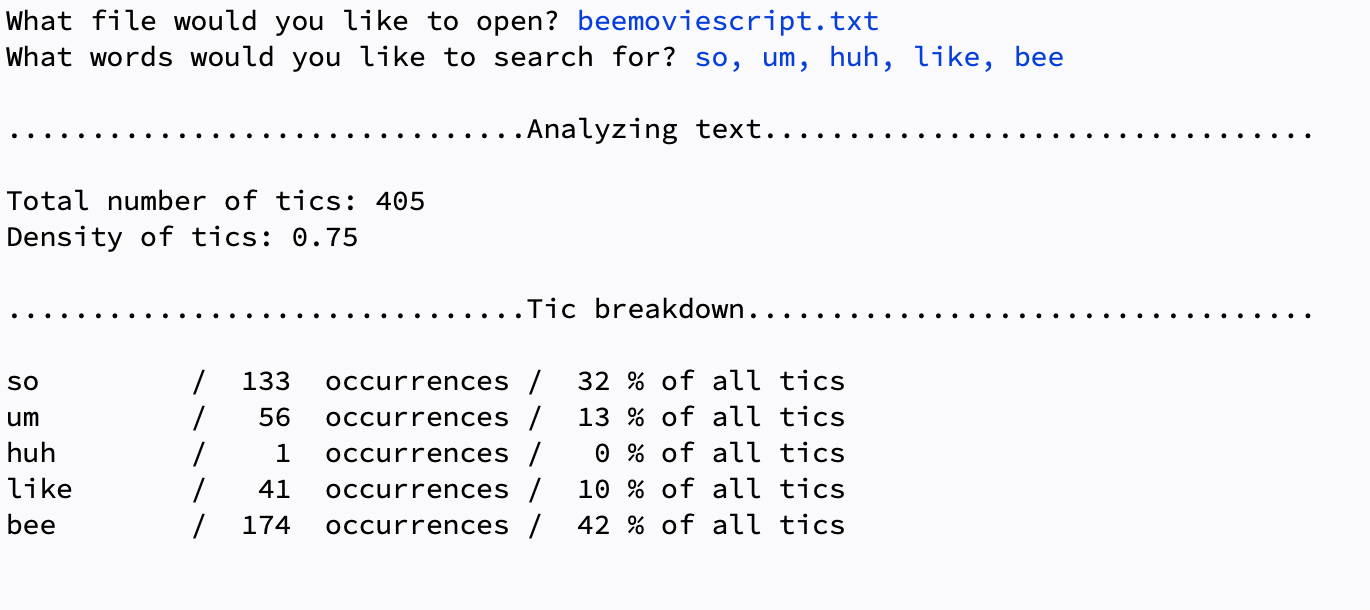 What file would you like to open? beemoviescript.txt
What words would you like to search for? so, um, huh, like, bee
...............................Analyzing text.................................
Total number of tics: 405
Density of tics: 0.75
...............................Tic breakdown..................................
so         /  133  occurrences /  32 % of all tics
um         /   56  occurrences /  13 % of all tics
huh        /    1  occurrences /   0 % of all tics
like       /   41  occurrences /  10 % of all tics
bee        /  174  occurrences /  42 % of all tics